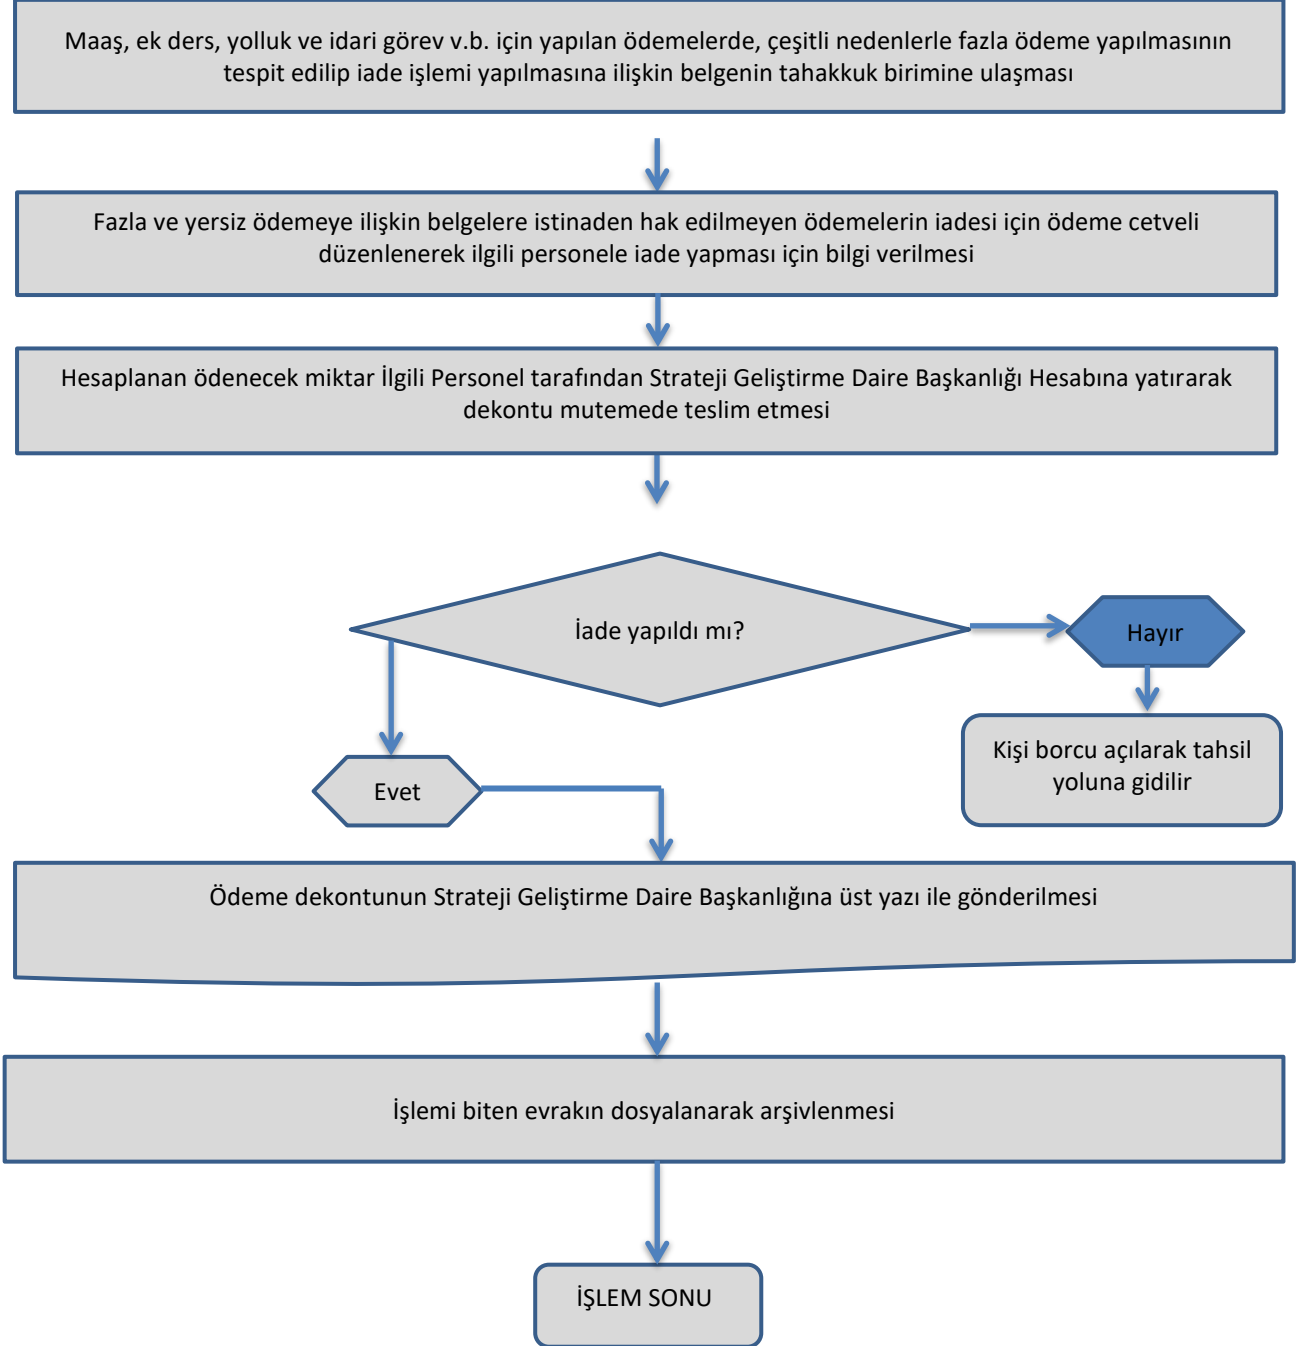 Maaş, ek ders, yolluk ve idari görev v.b. için yapılan ödemelerde, çeşitli nedenlerle fazla ödeme yapılmasının
tespit edilip iade işlemi yapılmasına ilişkin belgenin tahakkuk birimine ulaşması
Fazla ve yersiz ödemeye ilişkin belgelere istinaden hak edilmeyen ödemelerin iadesi için ödeme cetveli
düzenlenerek ilgili personele iade yapması için bilgi verilmesi
Hesaplanan ödenecek miktar İlgili Personel tarafından Strateji Geliştirme Daire Başkanlığı Hesabına yatırarak
dekontu mutemede teslim etmesi
İade yapıldı mı?
Hayır
Kişi borcu açılarak tahsil
yoluna gidilir
Evet
Ödeme dekontunun Strateji Geliştirme Daire Başkanlığına üst yazı ile gönderilmesi
İşlemi biten evrakın dosyalanarak arşivlenmesi
İŞLEM SONU